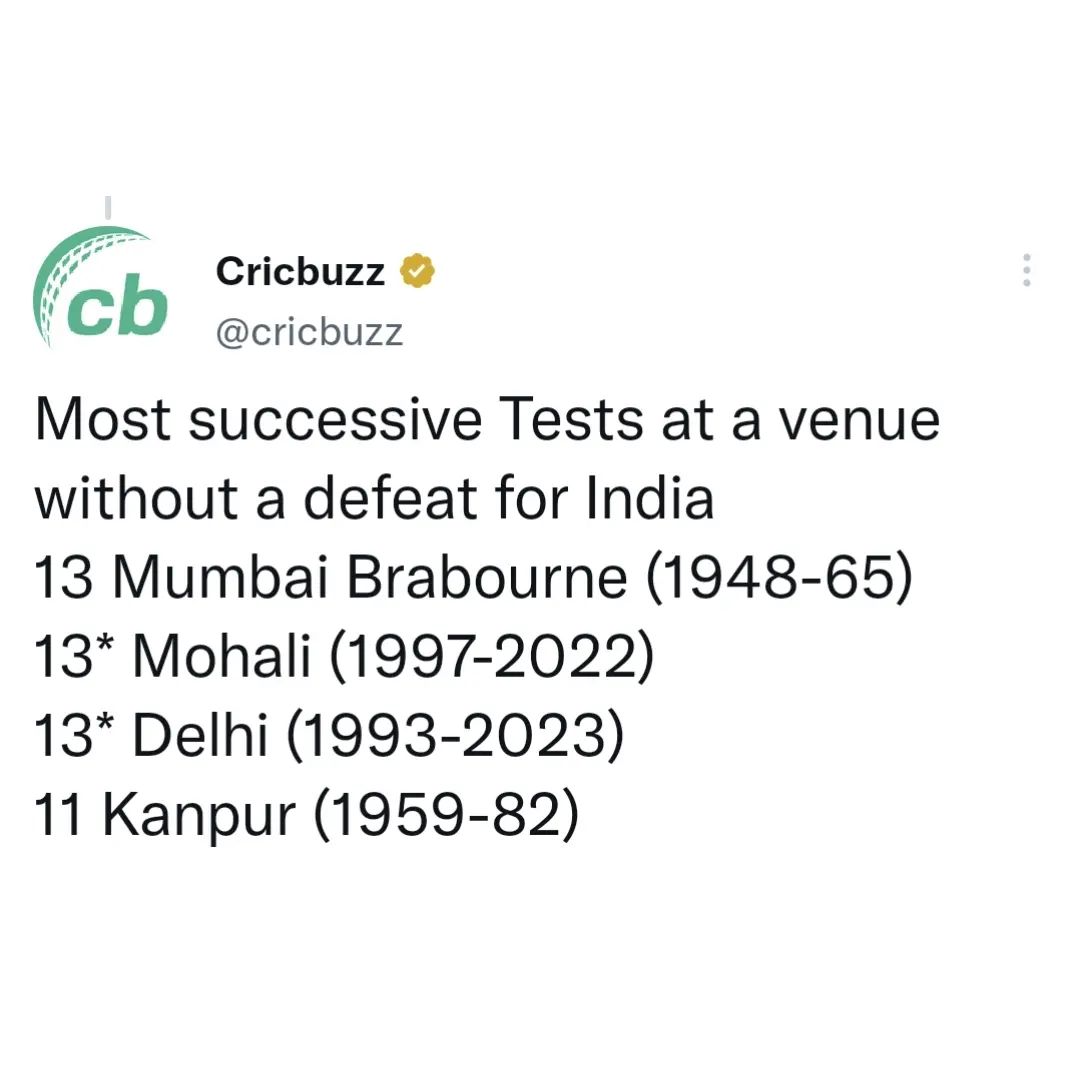 cb
Cricbuzz
@cricbuzz
Most successive Tests at a venue
without a defeat for India
13 Mumbai Brabourne (1948-65)
13* Mohali (1997-2022)
13* Delhi (1993-2023)
11 Kanpur (1959-82)